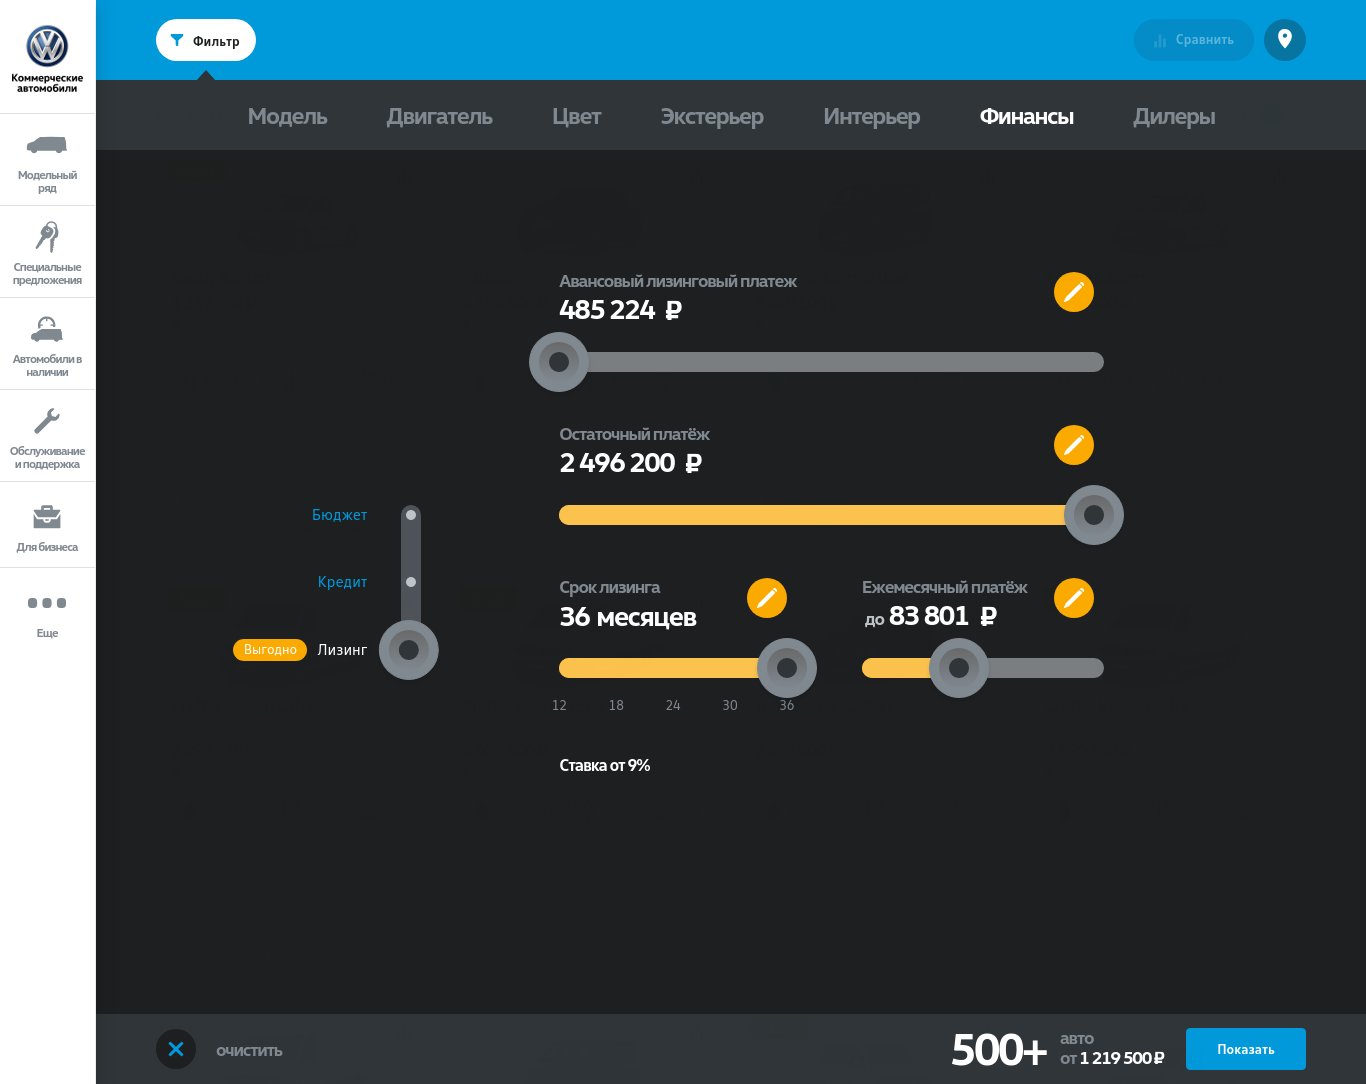 Коммерческие
автомобили
Модельный
ряд
Специальные
предложения
Автомобили в
наличии
Обслуживание
и поддержка
Для бизнеса
Еще
Фильтр
Сравнить
Модель Двигатель Цвет Экстерьер Интерьер Финансы Дилеры
Бюджет
Кредит
Выгодно Лизинг
Авансовый лизинговый платеж
485 224 ₽
Остаточный платёж
2 496 200 ₽
Срок лизинга
36 месяцев
12 18 24 30 36
Ежемесячный платёж
до 83 801 ₽
Ставка от 9%
очистить
500+
авто
от 1 219 500 ₽
Показать